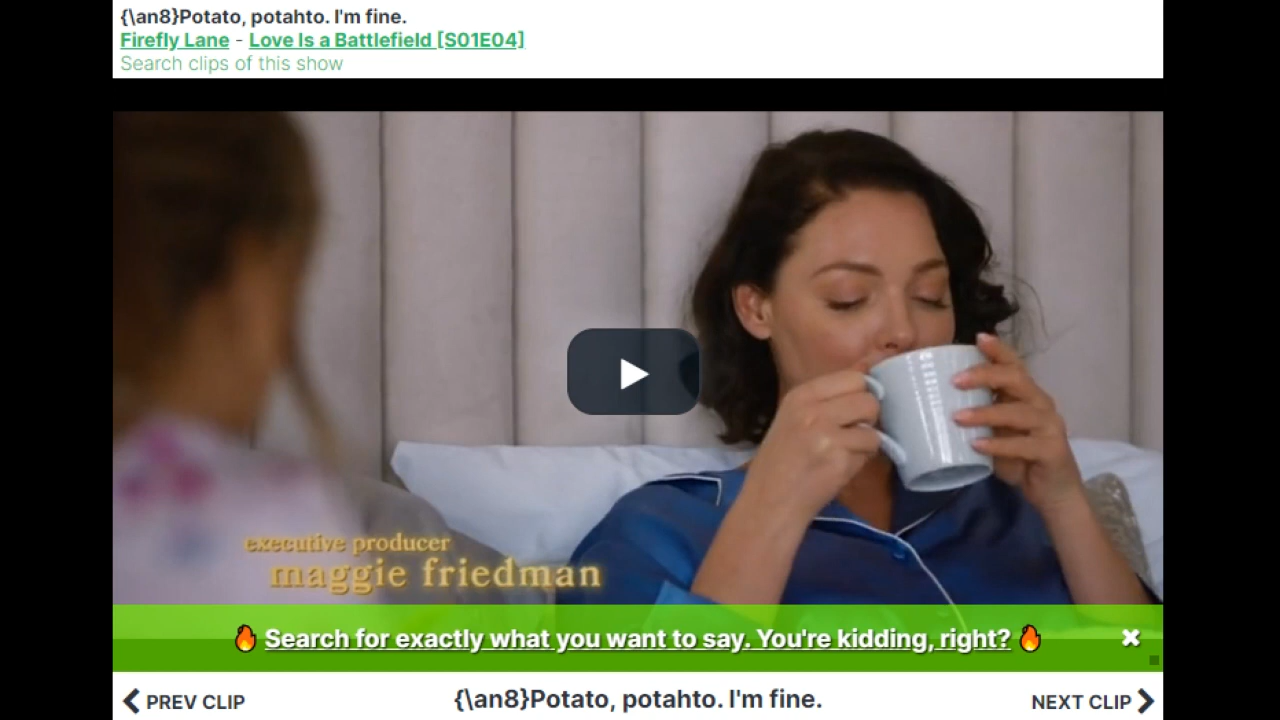 {\an8}Potato, potahto. I'm fine.
Firefly Lane - Love Is a Battlefield [S01E04]
Search clips of this show
executive producer
maggie friedman
🔥 Search for exactly what you want to say. You're kidding, right? 🔥 ✖
PREV CLIP
{\an8}Potato, potahto. I'm fine.
NEXT CLIP